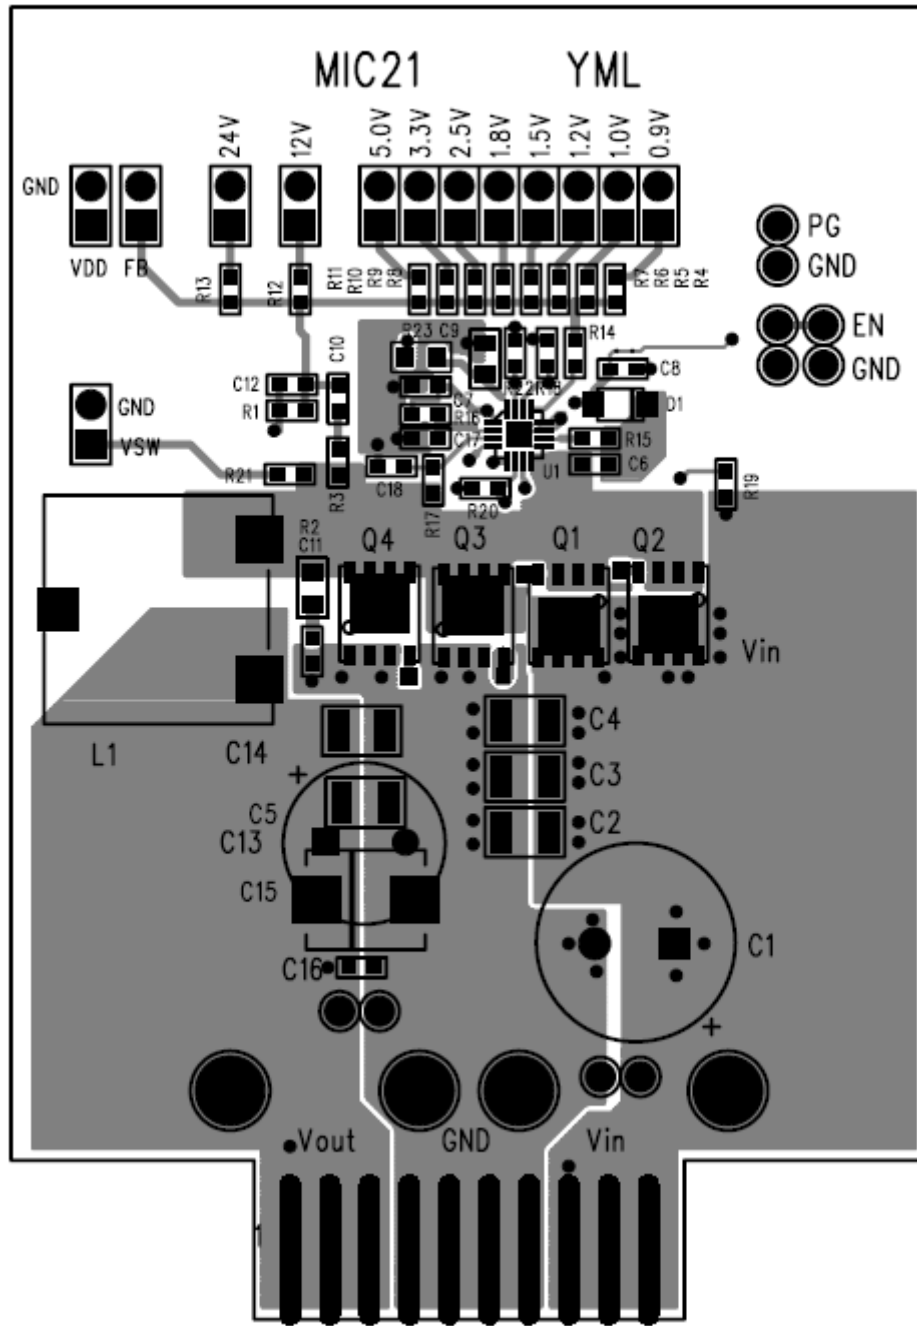 MIC21 YML
24V 12V 5.0V 3.3V 2.5V 1.8V 1.5V 1.2V 1.0V 0.9V
GND
PG
VDD FB GND
R13 R12 R11 R10 R9 R8 R7 R6 R5 R4
EN
R23 C9 R14
C10 GND
C12 C8
R22 R18
C7 D1
GND R1 R16
VSW C17 R15
R21 R3 C18 R17 U1 C6
R20 R19
R2
C11 Q4 Q3 Q1 Q2
Vin
L1 C14 C4
+ C3
C5
C13 C2
C15
C1
C16
+
Vout GND Vin
1